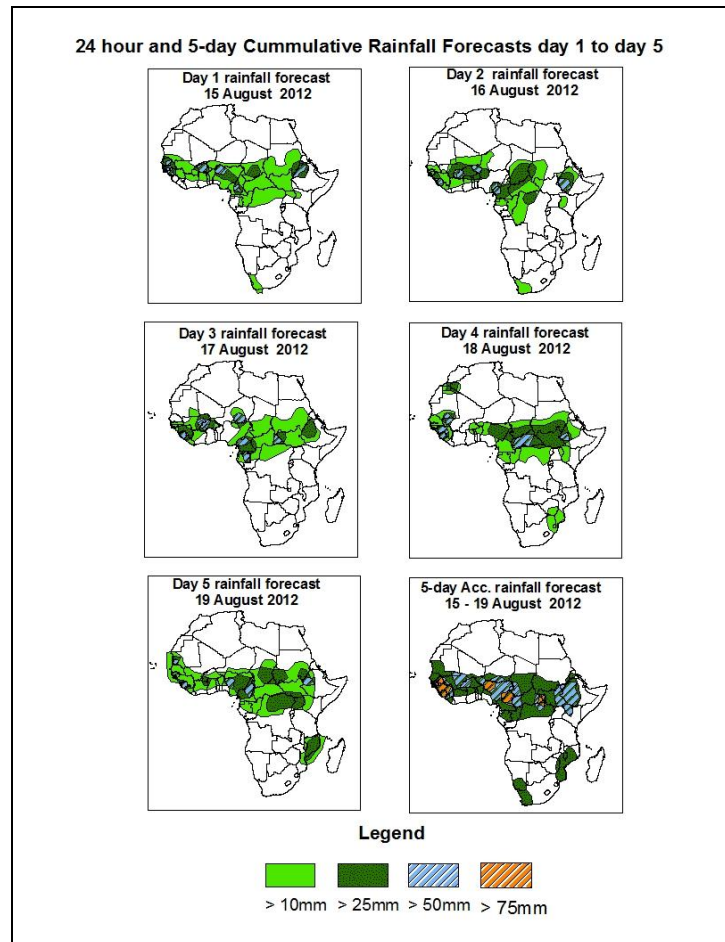 24 hour and 5-day Cummulative Rainfall Forecasts day 1 to day 5
Day 1 rainfall forecast
15 August 2012
Day 2 rainfall forecast
16 August 2012
Day 3 rainfall forecast
17 August 2012
Day 4 rainfall forecast
18 August 2012
Day 5 rainfall forecast
19 August 2012
5-day Acc. rainfall forecast
15 - 19 August 2012
Legend
> 10mm > 25mm > 50mm > 75mm